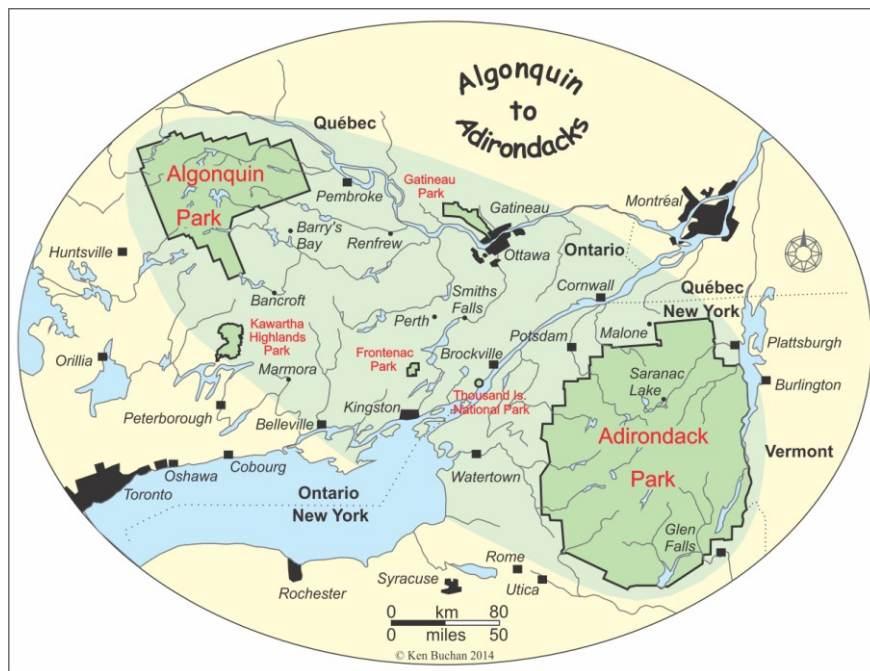 Algonquin
to
Adirondacks
Québec
Algonquin
Park
Pembroke
Gatineau
Park
Gatineau
Montréal
Barry's
Bay
Renfrew
Ottawa
Ontario
Huntsville
Cornwall
Québec
New York
Bancroft
Smiths
Falls
Perth
Kawartha
Highlands
Park
Potsdam
Malone
Plattsburgh
Orillia
Frontenac
Park
Brockville
Saranac
Lake
Marmora
Thousand Is.
National Park
Burlington
Peterborough
Kingston
Belleville
Adirondack
Park
Vermont
Watertown
Cobourg
Oshawa
Toronto
Ontario
New York
Glen
Falls
Rome
Utica
Syracuse
Rochester
0 km 80
0 miles 50
© Ken Buchan 2014